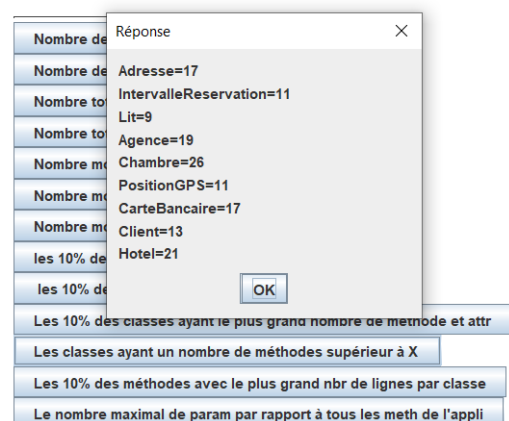 Réponse
Nombre de
Adresse=17
Nombre de
IntervalleReservation=11
Lit=9
Nombre to
Agence=19
Nombre to
Chambre=26
Nombre mo
PositionGPS=11
Nombre mo
CarteBancaire=17
Nombre mo
Client=13
Hotel=21
les 10% de
les 10% de
OK
Les 10% des classes ayant le plus grand nombre de methode et attr
Les classes ayant un nombre de méthodes supérieur à X
Les 10% des méthodes avec le plus grand nbr de lignes par classe
Le nombre maximal de param par rapport à tous les meth de l'appli